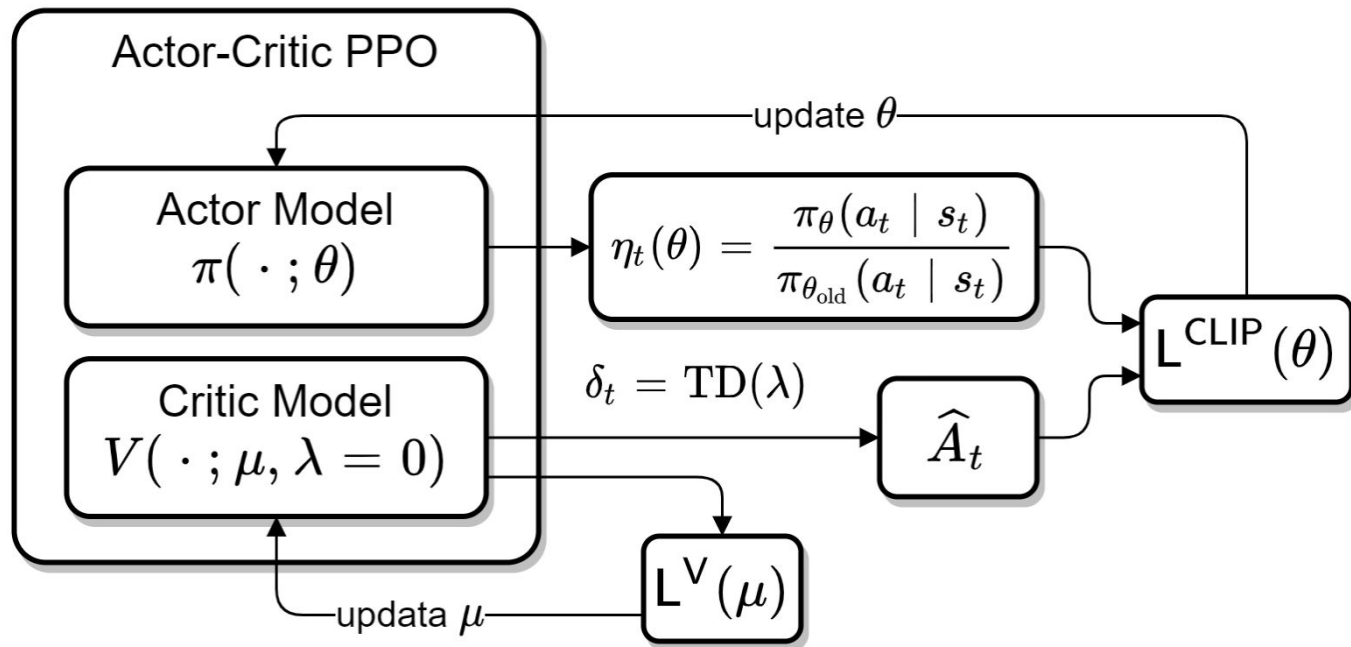 Actor-Critic PPO
update θ
Actor Model
π( · ; θ)
η_t(θ) = π_θ(a_t | s_t) / π_θ_old(a_t | s_t)
L^CLIP(θ)
Critic Model
V( · ; μ, λ = 0)
δ_t = TD(λ)
Â_t
L^V(μ)
updata μ